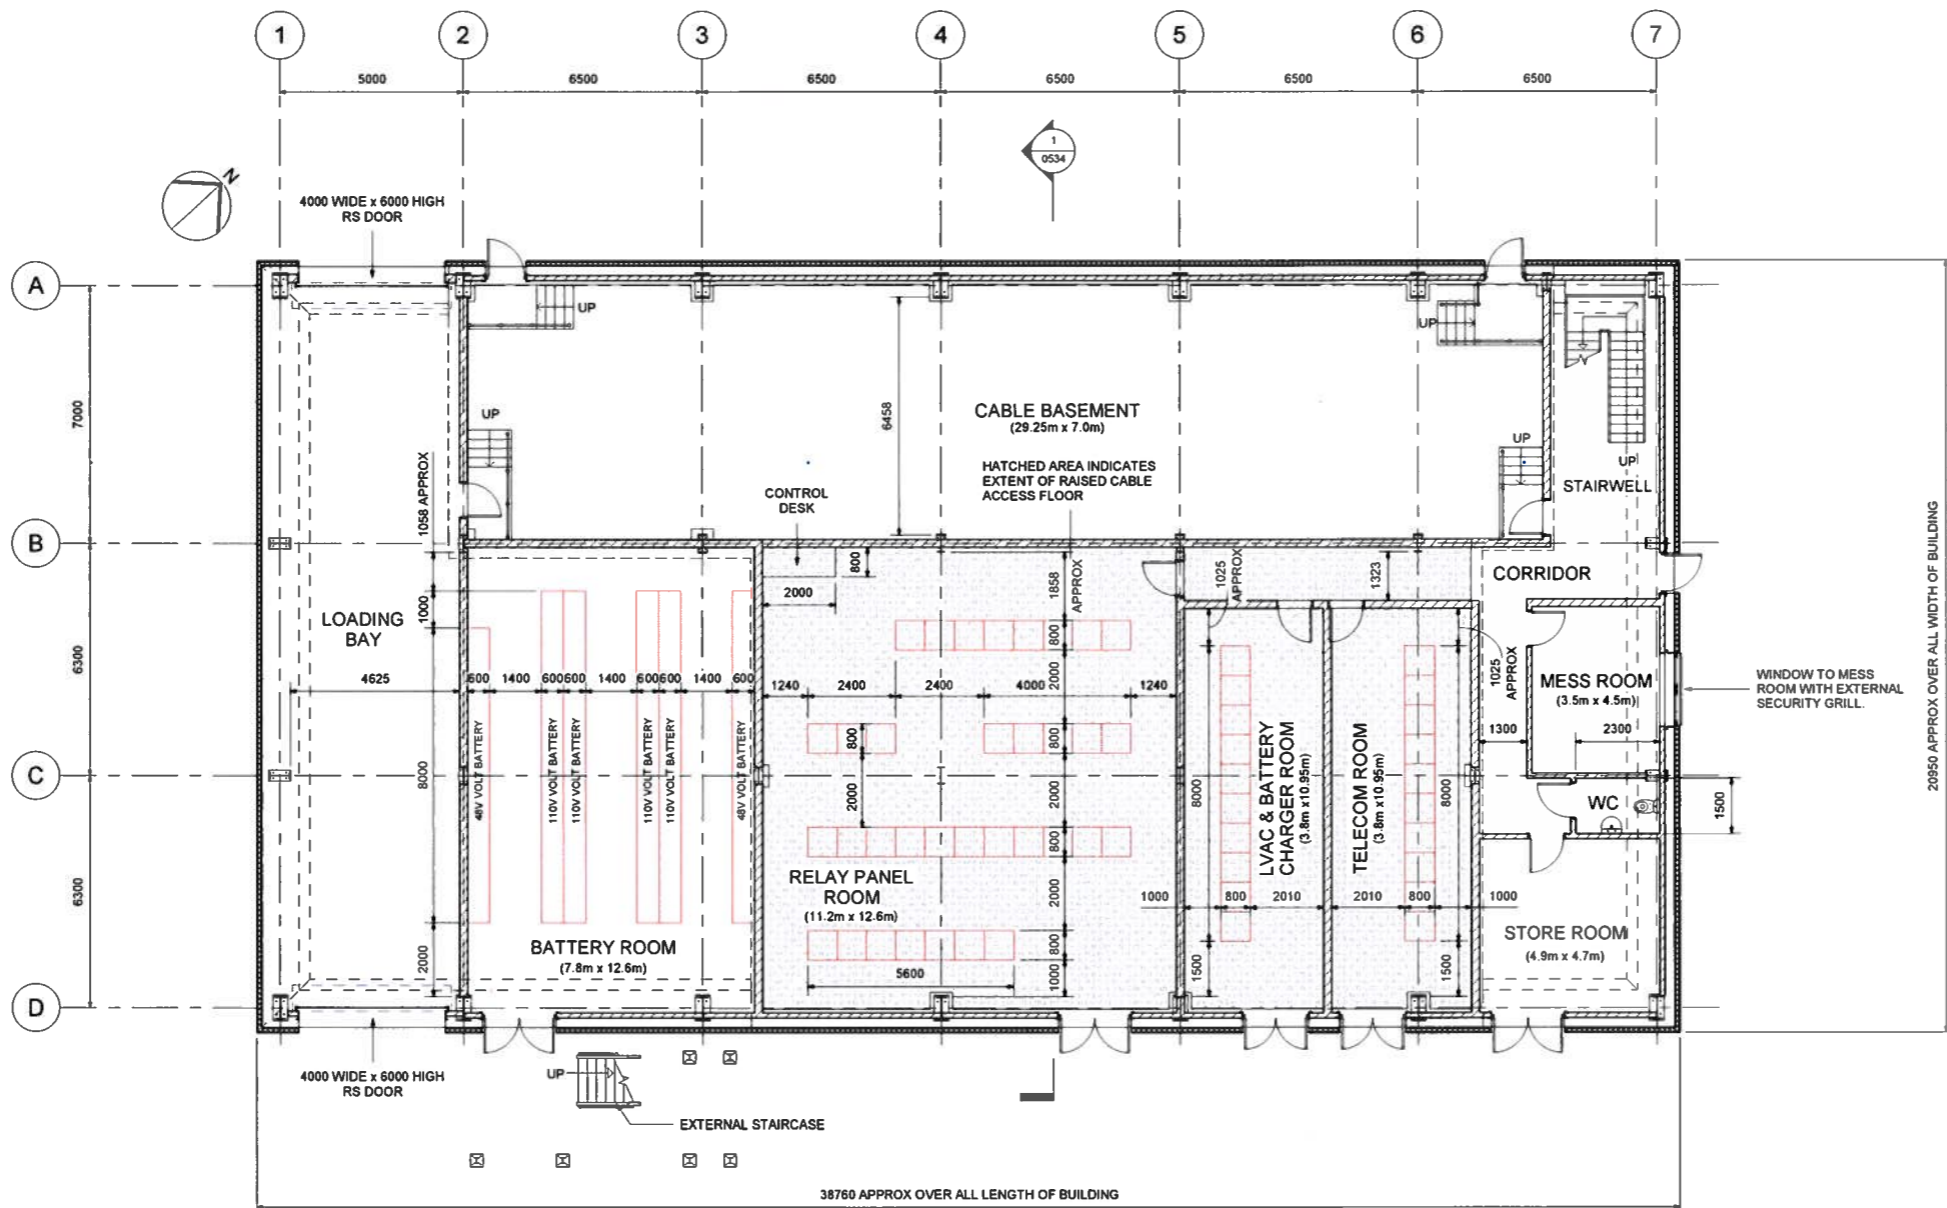 1
2
3
4
5
6
7
5000
6500
6500
6500
6500
6500
1
0534
N
4000 WIDE x 6000 HIGH
RS DOOR
A
B
C
D
7000
6300
6300
UP
UP
UP
UP
UP
6458
CABLE BASEMENT
(29.25m x 7.0m)
HATCHED AREA INDICATES
EXTENT OF RAISED CABLE
ACCESS FLOOR
CONTROL
DESK
STAIRWELL
1058 APPROX
1000
8000
2000
LOADING
BAY
4625
600
1400
600
600
1400
600
600
1400
600
48V VOLT BATTERY
110V VOLT BATTERY
110V VOLT BATTERY
110V VOLT BATTERY
110V VOLT BATTERY
48V VOLT BATTERY
BATTERY ROOM
(7.8m x 12.6m)
800
2000
1858
APPROX
800
2000
1240
2400
2400
4000
1240
800
800
2000
2000
800
2000
800
1000
5600
RELAY PANEL
ROOM
(11.2m x 12.6m)
1025
APPROX
1323
CORRIDOR
8000
LVAC & BATTERY
CHARGER ROOM
(3.8m x10.95m)
1000
800
2010
1500
TELECOM ROOM
(3.8m x10.95m)
8000
2010
800
1000
1500
1025
APPROX
1300
MESS ROOM
(3.5m x 4.5m)
2300
WINDOW TO MESS
ROOM WITH EXTERNAL
SECURITY GRILL.
WC
1500
STORE ROOM
(4.9m x 4.7m)
20950 APPROX OVER ALL WIDTH OF BUILDING
4000 WIDE x 6000 HIGH
RS DOOR
UP
EXTERNAL STAIRCASE
38760 APPROX OVER ALL LENGTH OF BUILDING